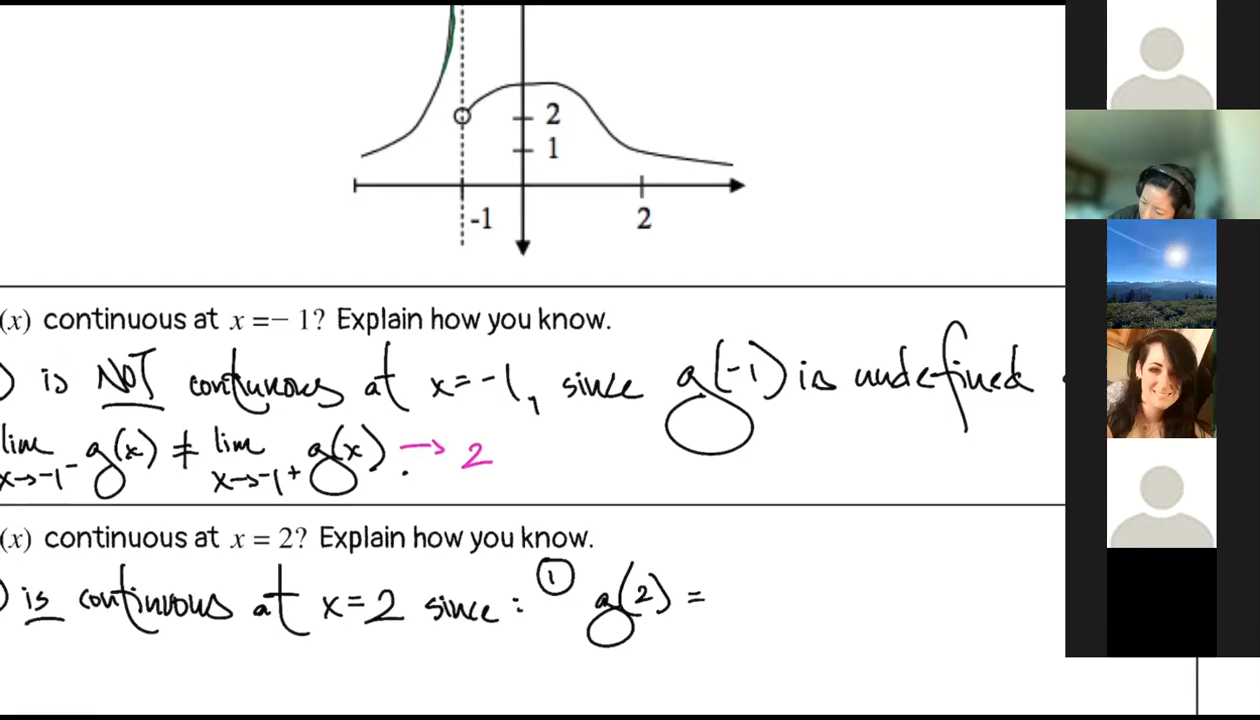 2
1
-1
2
(x) continuous at x = − 1? Explain how you know.
) is NOT continuous at x = -1, since g(-1) is undefined
lim x→-1⁻ g(x) ≠ lim x→-1⁺ g(x). → 2
(x) continuous at x = 2? Explain how you know.
) is continuous at x = 2 since : ① g(2) =